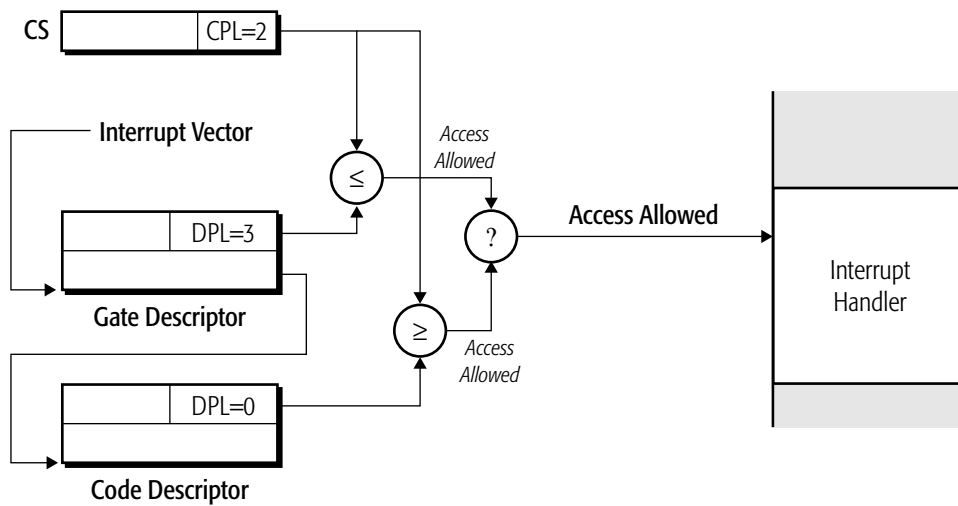 CS
CPL=2
Interrupt Vector
Access
Allowed
≤
DPL=3
?
Access Allowed
Interrupt
Handler
Gate Descriptor
≥
Access
Allowed
DPL=0
Code Descriptor